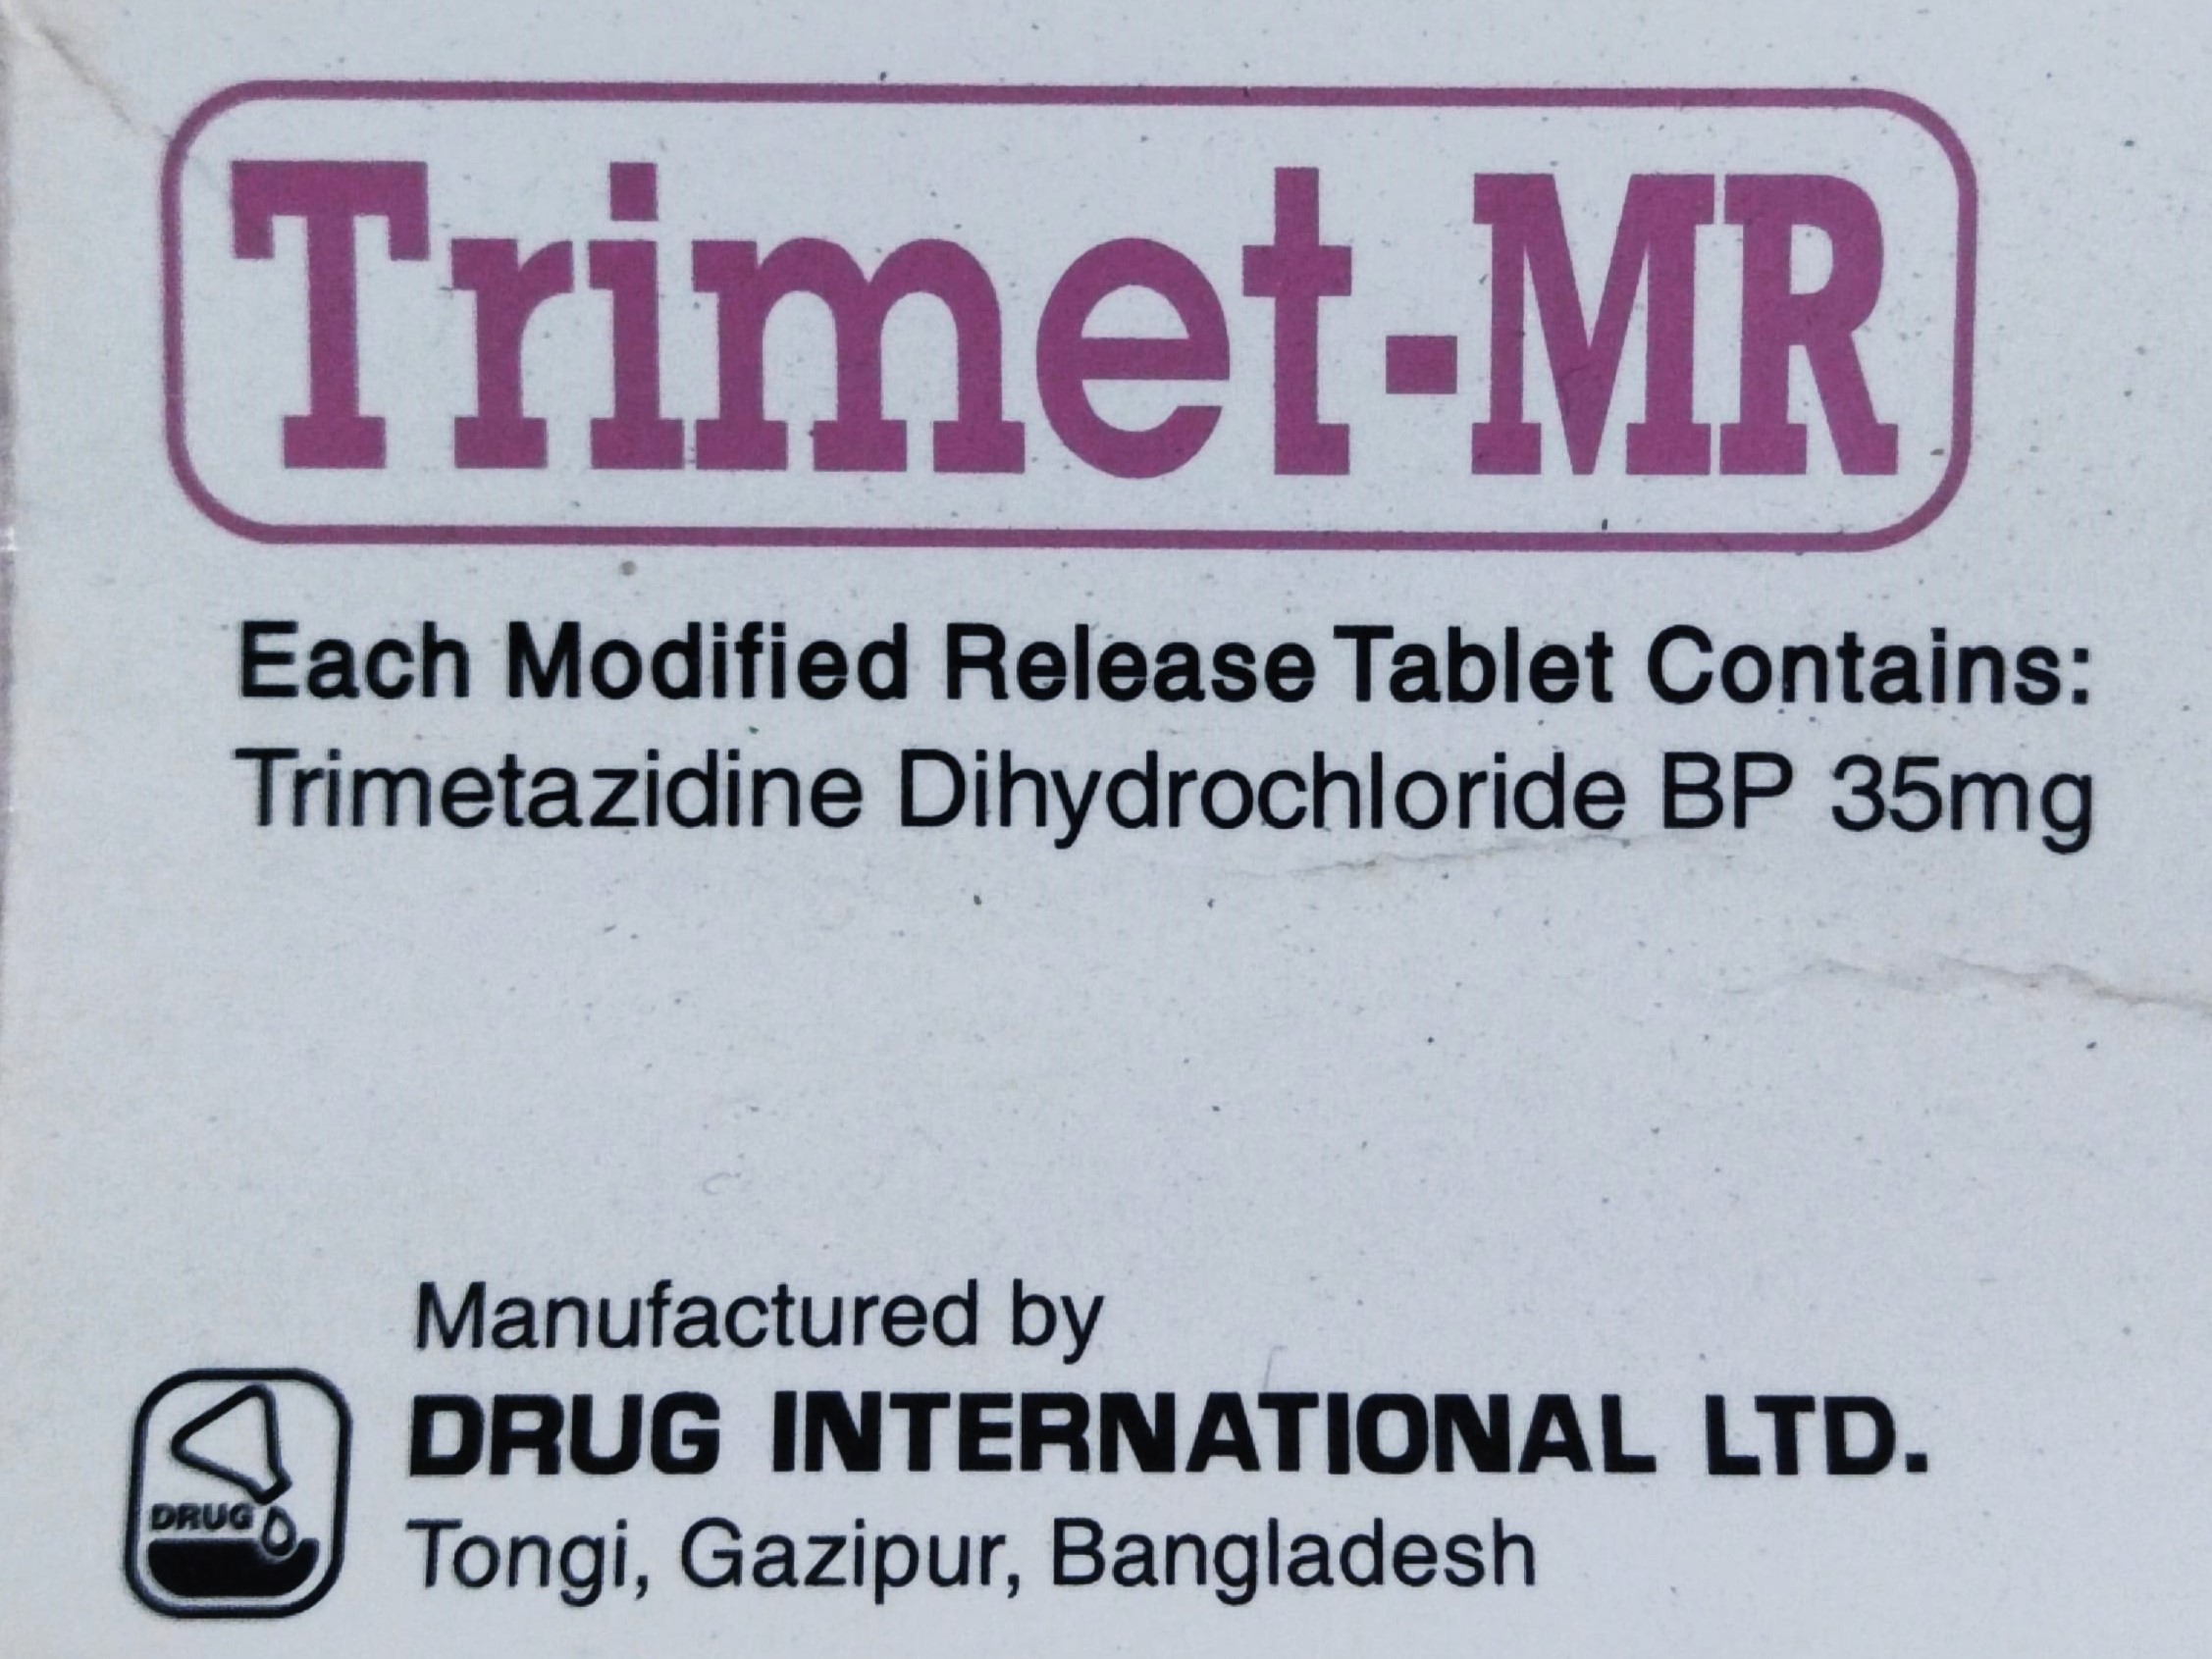 Trimet-MR
Each Modified Release Tablet Contains:
Trimetazidine Dihydrochloride BP 35mg
Manufactured by
DRUG INTERNATIONAL LTD.
Tongi, Gazipur, Bangladesh
DRUG